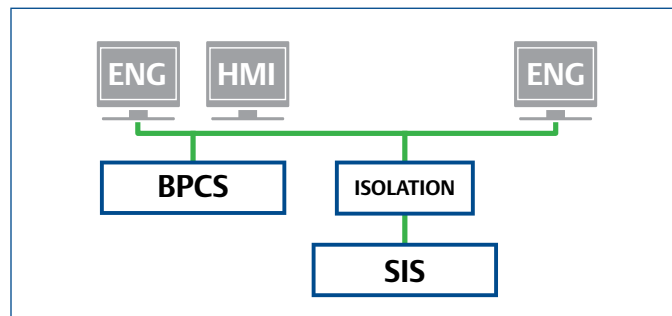 ENG
HMI
ENG
BPCS
ISOLATION
SIS